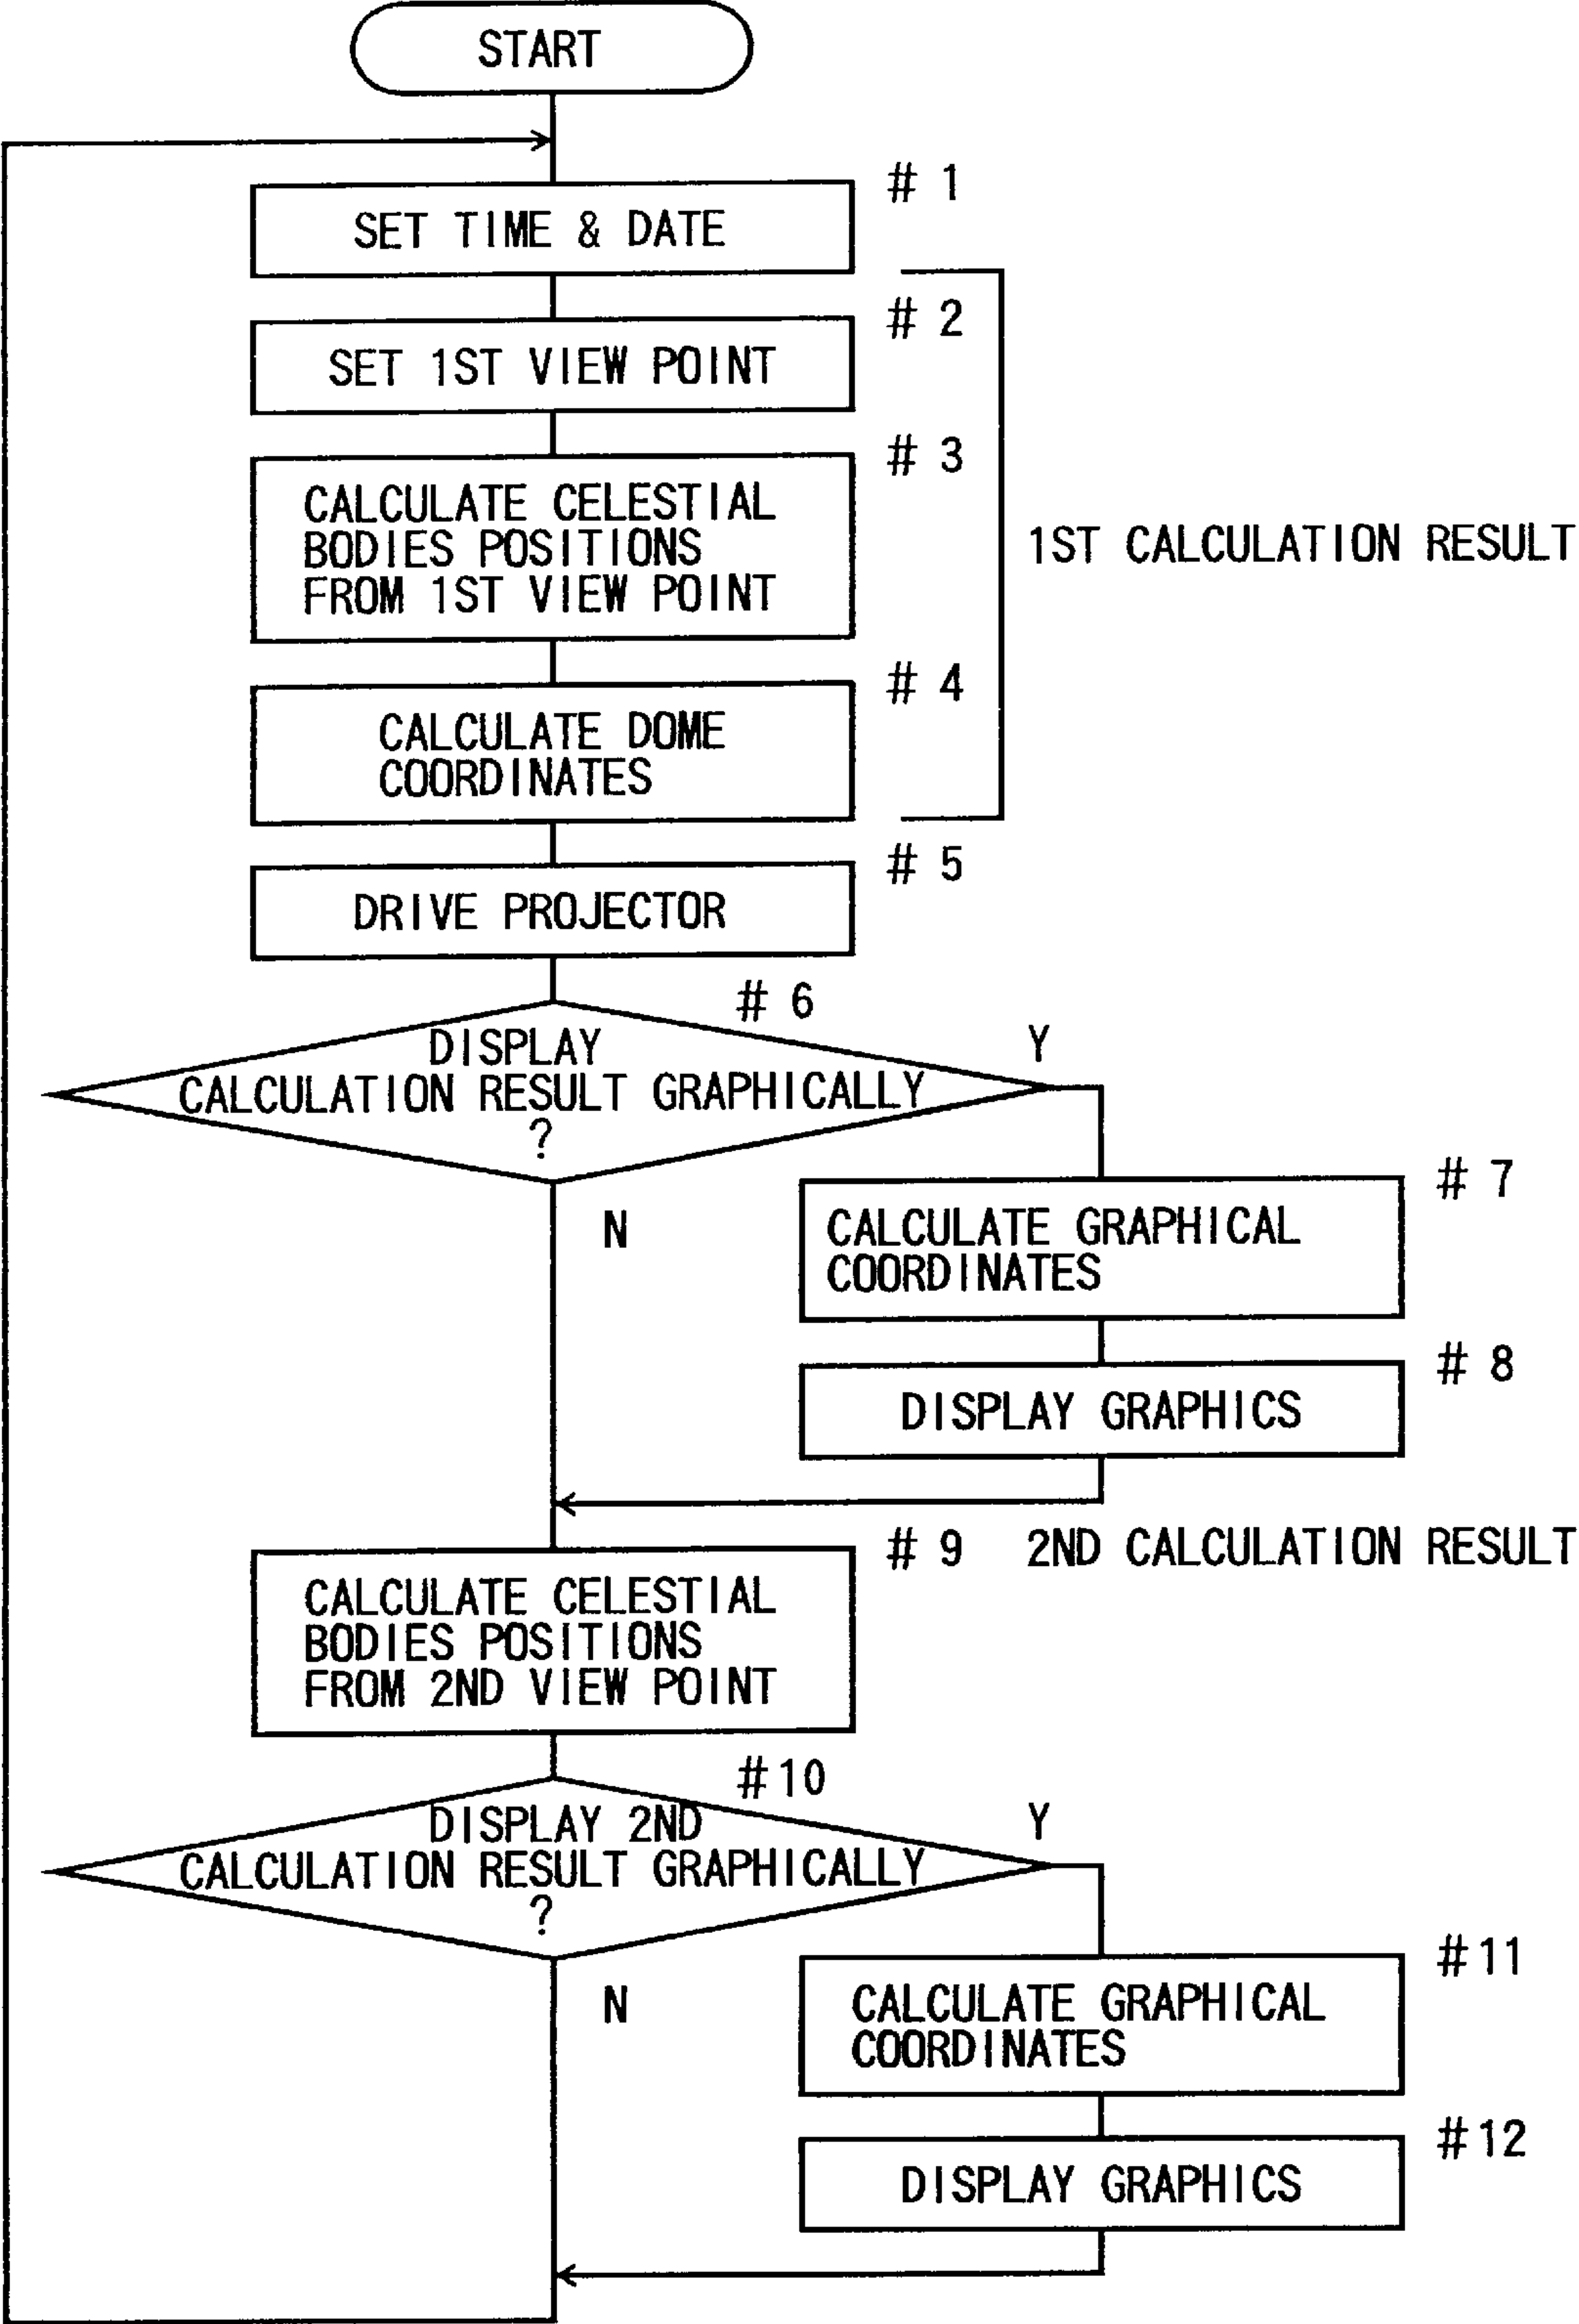 START
# 1
SET TIME & DATE
# 2
SET 1ST VIEW POINT
# 3
CALCULATE CELESTIAL
BODIES POSITIONS
FROM 1ST VIEW POINT
1ST CALCULATION RESULT
# 4
CALCULATE DOME
COORDINATES
# 5
DRIVE PROJECTOR
# 6
DISPLAY
CALCULATION RESULT GRAPHICALLY
?
Y
N
# 7
CALCULATE GRAPHICAL
COORDINATES
# 8
DISPLAY GRAPHICS
# 9 2ND CALCULATION RESULT
CALCULATE CELESTIAL
BODIES POSITIONS
FROM 2ND VIEW POINT
#10
DISPLAY 2ND
CALCULATION RESULT GRAPHICALLY
?
Y
N
#11
CALCULATE GRAPHICAL
COORDINATES
#12
DISPLAY GRAPHICS